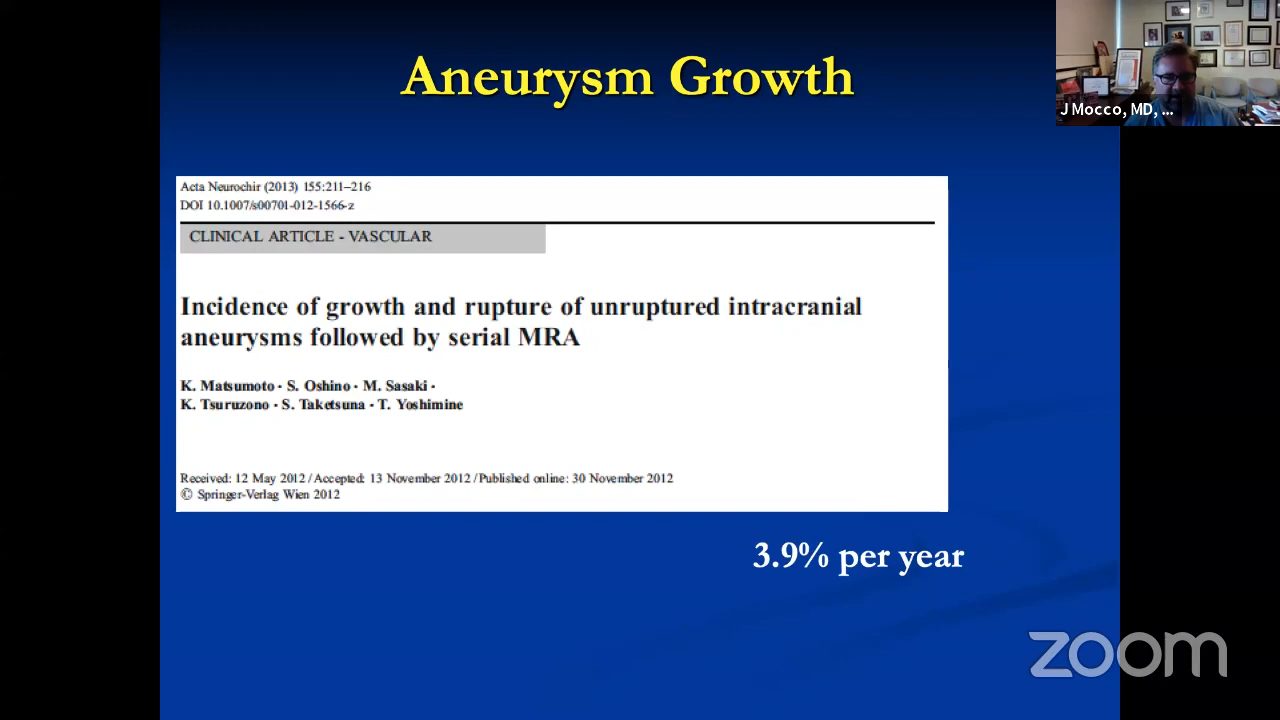 Aneurysm Growth
J Mocco, MD, ...
Acta Neurochir (2013) 155:211–216
DOI 10.1007/s00701-012-1566-z
CLINICAL ARTICLE - VASCULAR
Incidence of growth and rupture of unruptured intracranial
aneurysms followed by serial MRA
K. Matsumoto · S. Oshino · M. Sasaki ·
K. Tsuruzono · S. Taketsuna · T. Yoshimine
Received: 12 May 2012 / Accepted: 13 November 2012 / Published online: 30 November 2012
© Springer-Verlag Wien 2012
3.9% per year
zoom